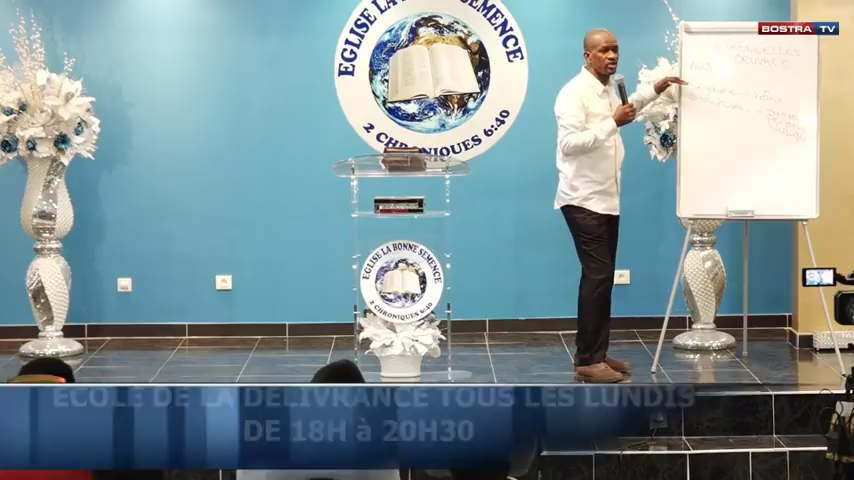 BOSTRA TV
EGLISE LA BONNE SEMENCE
2 CHRONIQUES 6:40
EGLISE LA BONNE SEMENCE
2 CHRONIQUES 6:40
ECOLE DE LA DELIVRANCE TOUS LES LUNDIS
DE 18H à 20H30